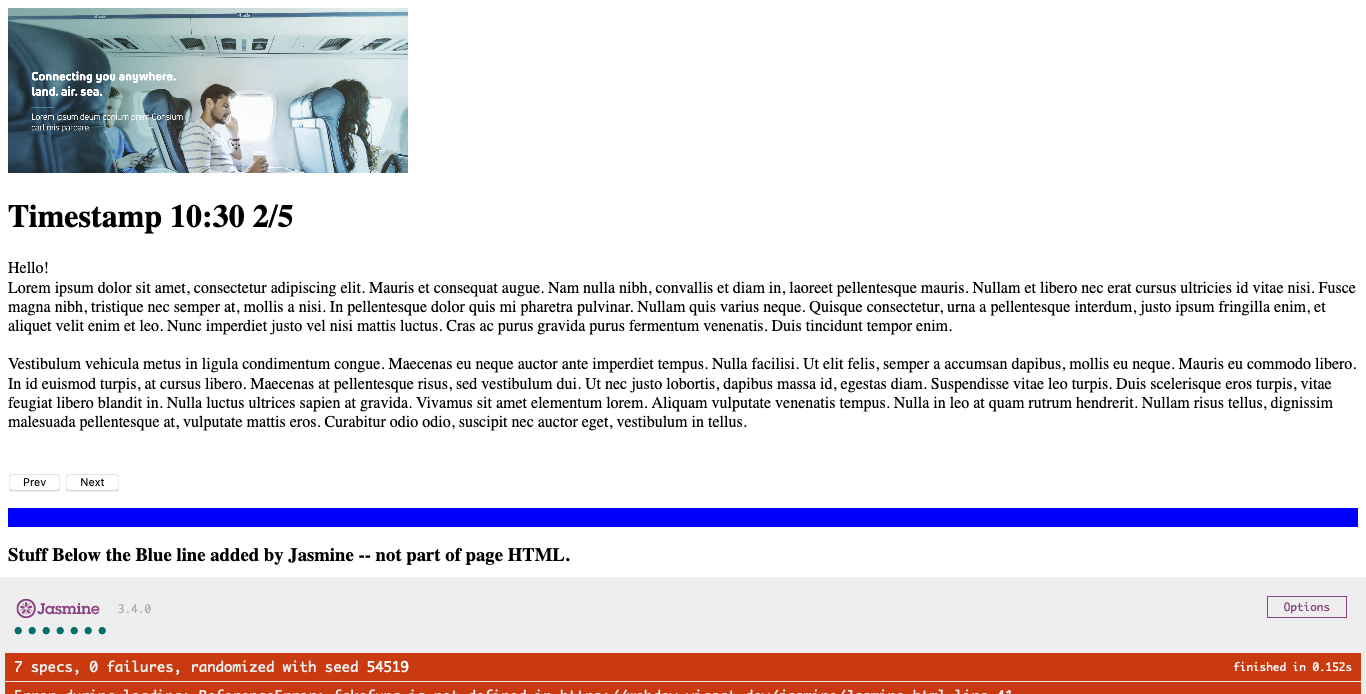 Connecting you anywhere.
land. air. sea.
Lorem ipsum deum conium prem Consium
parl mis parcere.
Timestamp 10:30 2/5
Hello!
Lorem ipsum dolor sit amet, consectetur adipiscing elit. Mauris et consequat augue. Nam nulla nibh, convallis et diam in, laoreet pellentesque mauris. Nullam et libero nec erat cursus ultricies id vitae nisi. Fusce
magna nibh, tristique nec semper at, mollis a nisi. In pellentesque dolor quis mi pharetra pulvinar. Nullam quis varius neque. Quisque consectetur, urna a pellentesque interdum, justo ipsum fringilla enim, et
aliquet velit enim et leo. Nunc imperdiet justo vel nisi mattis luctus. Cras ac purus gravida purus fermentum venenatis. Duis tincidunt tempor enim.
Vestibulum vehicula metus in ligula condimentum congue. Maecenas eu neque auctor ante imperdiet tempus. Nulla facilisi. Ut elit felis, semper a accumsan dapibus, mollis eu neque. Mauris eu commodo libero.
In id euismod turpis, at cursus libero. Maecenas at pellentesque risus, sed vestibulum dui. Ut nec justo lobortis, dapibus massa id, egestas diam. Suspendisse vitae leo turpis. Duis scelerisque eros turpis, vitae
feugiat libero blandit in. Nulla luctus ultrices sapien at gravida. Vivamus sit amet elementum lorem. Aliquam vulputate venenatis tempus. Nulla in leo at quam rutrum hendrerit. Nullam risus tellus, dignissim
malesuada pellentesque at, vulputate mattis eros. Curabitur odio odio, suscipit nec auctor eget, vestibulum in tellus.
Prev Next
Stuff Below the Blue line added by Jasmine -- not part of page HTML.
Jasmine 3.4.0 Options
7 specs, 0 failures, randomized with seed 54519 finished in 0.152s
Error during loading: ReferenceError: fakefunc is not defined in